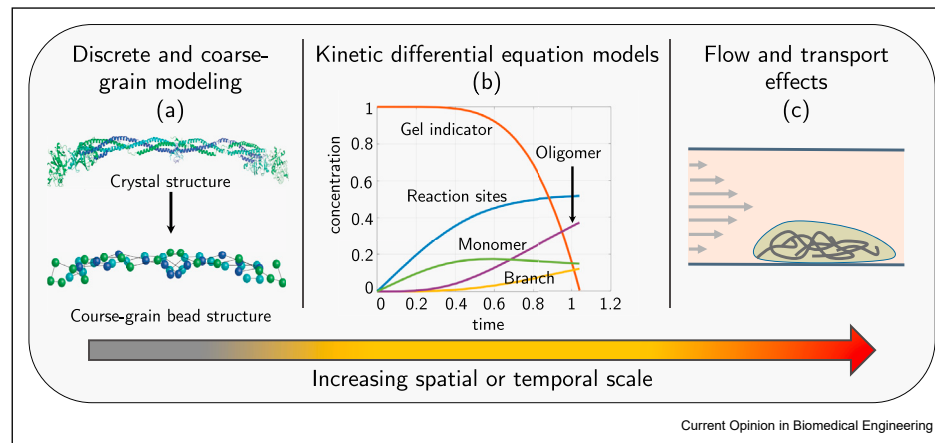 Discrete and coarse-
grain modeling
(a)
Crystal structure
Course-grain bead structure
Kinetic differential equation models
(b)
concentration
1
0.8
0.6
0.4
0.2
0
Gel indicator
Oligomer
Reaction sites
Monomer
Branch
0 0.2 0.4 0.6 0.8 1 1.2
time
Flow and transport
effects
(c)
Increasing spatial or temporal scale
Current Opinion in Biomedical Engineering